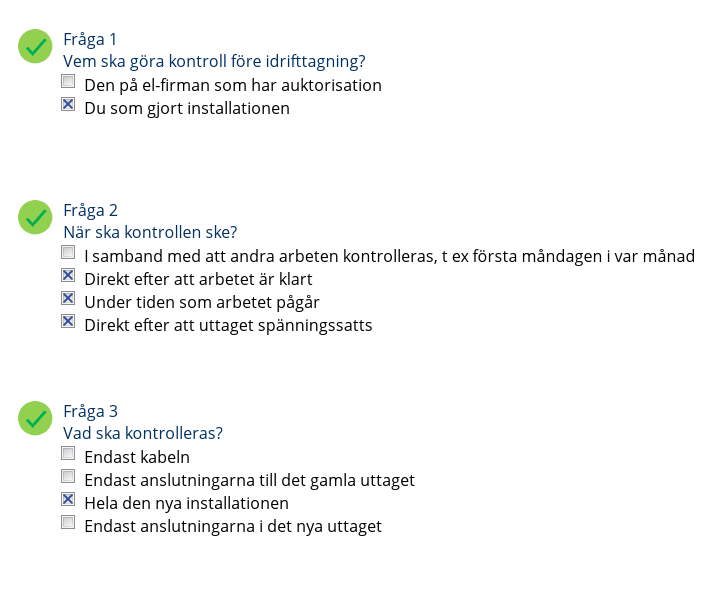 Fråga 1
Vem ska göra kontroll före idrifttagning?
Den på el-firman som har auktorisation
Du som gjort installationen
Fråga 2
När ska kontrollen ske?
I samband med att andra arbeten kontrolleras, t ex första måndagen i var månad
Direkt efter att arbetet är klart
Under tiden som arbetet pågår
Direkt efter att uttaget spänningssatts
Fråga 3
Vad ska kontrolleras?
Endast kabeln
Endast anslutningarna till det gamla uttaget
Hela den nya installationen
Endast anslutningarna i det nya uttaget